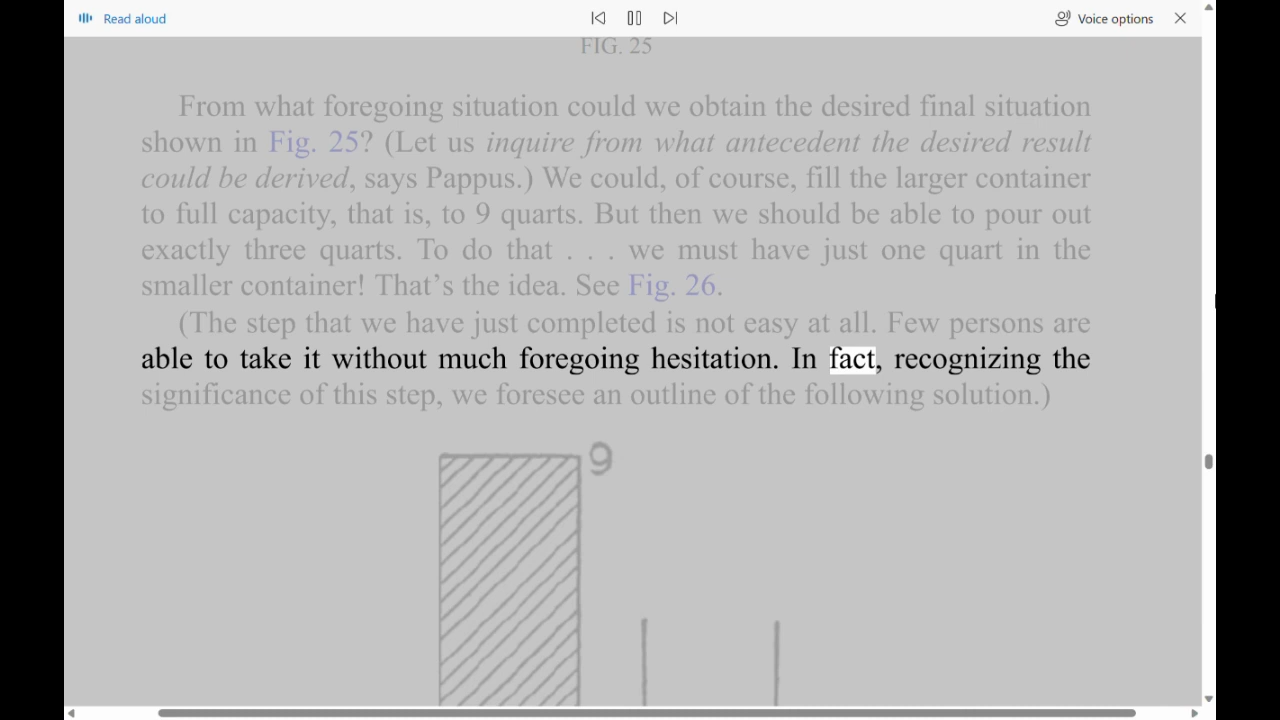 Read aloud
Voice options
FIG. 25
From what foregoing situation could we obtain the desired final situation
shown in Fig. 25? (Let us inquire from what antecedent the desired result
could be derived, says Pappus.) We could, of course, fill the larger container
to full capacity, that is, to 9 quarts. But then we should be able to pour out
exactly three quarts. To do that . . . we must have just one quart in the
smaller container! That’s the idea. See Fig. 26.
(The step that we have just completed is not easy at all. Few persons are
able to take it without much foregoing hesitation. In fact, recognizing the
significance of this step, we foresee an outline of the following solution.)
9